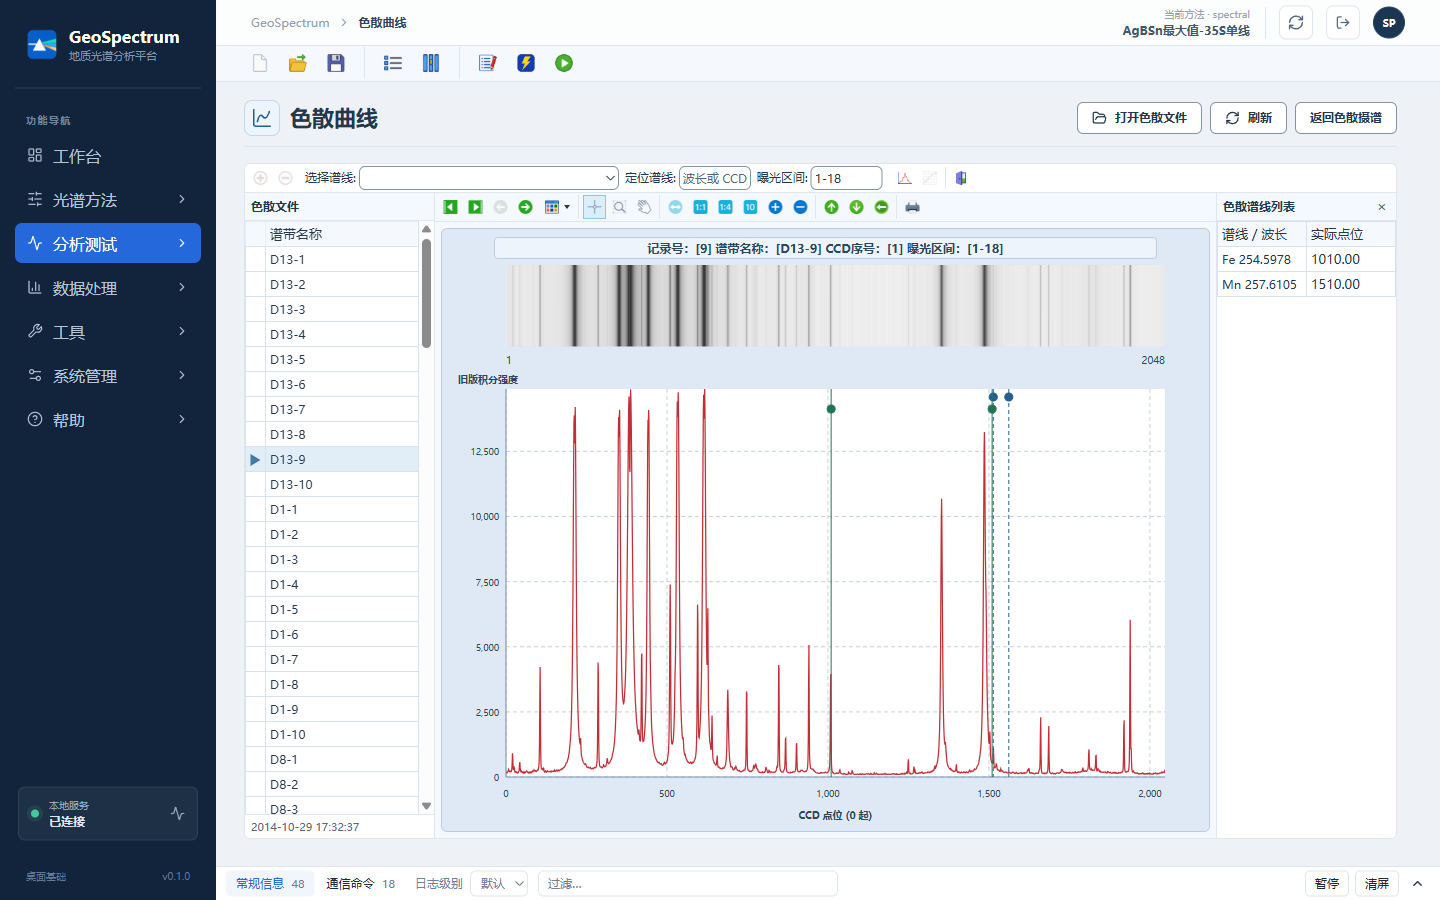 GeoSpectrum
地质光谱分析平台
功能导航
工作台
光谱方法
分析测试
数据处理
工具
系统管理
帮助
本地服务
已连接
桌面基础 v0.1.0
GeoSpectrum > 色散曲线
当前方法 · spectral
AgBSn最大值-35S单线
SP
色散曲线
打开色散文件 刷新 返回色散摄谱
选择谱线: 定位谱线: 波长或 CCD 曝光区间: 1-18
色散文件
1:1 1:4 10
谱带名称
D13-1
D13-2
D13-3
D13-4
D13-5
D13-6
D13-7
D13-8
D13-9
D13-10
D1-1
D1-2
D1-3
D1-4
D1-5
D1-6
D1-7
D1-8
D1-9
D1-10
D8-1
D8-2
D8-3
2014-10-29 17:32:37
记录号: [9] 谱带名称: [D13-9] CCD序号: [1] 曝光区间: [1-18]
1 2048
旧版积分强度
12,500
10,000
7,500
5,000
2,500
0
0 500 1,000 1,500 2,000
CCD 点位 (0 起)
色散谱线列表 ×
谱线 / 波长 实际点位
Fe 254.5978 1010.00
Mn 257.6105 1510.00
常规信息 48 通信命令 18 日志级别 默认 过滤... 暂停 清屏